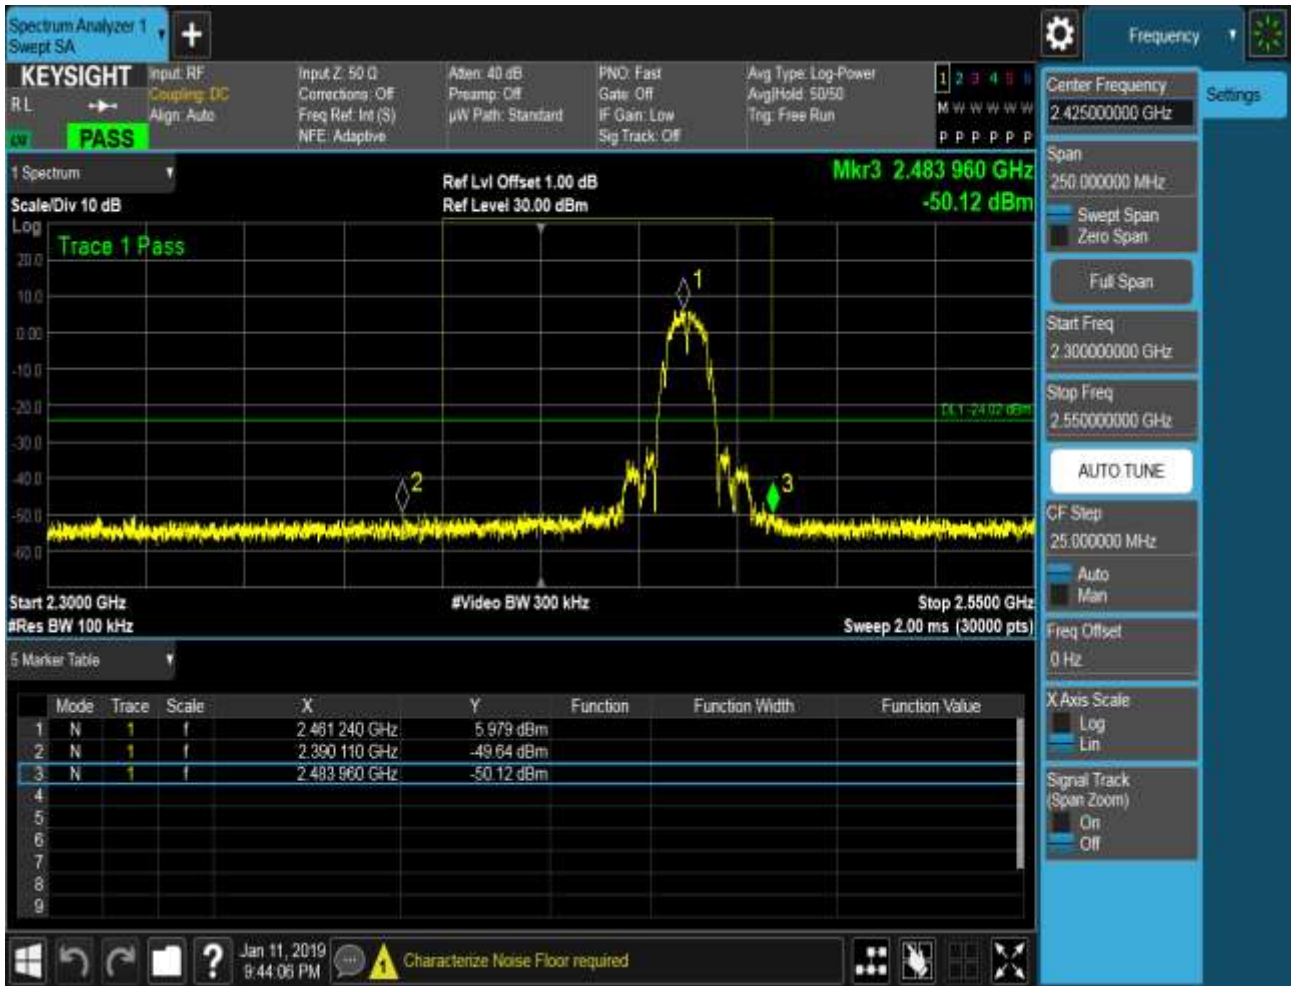 Spectrum Analyzer 1
Swept SA
+
Frequency
KEYSIGHT
RL
PASS
Input: RF
Coupling: DC
Align: Auto
Input Z: 50 Ω
Corrections: Off
Freq Ref: Int (S)
NFE: Adaptive
Atten: 40 dB
Preamp: Off
µW Path: Standard
PNO: Fast
Gate: Off
IF Gain: Low
Sig Track: Off
Avg Type: Log-Power
Avg|Hold: 50/50
Trig: Free Run
1 2 3 4 5 6
M W W W W W
P P P P P P
1 Spectrum
Scale/Div 10 dB
Ref Lvl Offset 1.00 dB
Ref Level 30.00 dBm
Mkr3 2.483 960 GHz
-50.12 dBm
Log
Trace 1 Pass
20.0
10.0
0.00
-10.0
-20.0
-30.0
-40.0
-50.0
-60.0
1
2
3
DL1 -24.02 dBm
Start 2.3000 GHz
#Video BW 300 kHz
Stop 2.5500 GHz
#Res BW 100 kHz
Sweep 2.00 ms (30000 pts)
5 Marker Table
Mode Trace Scale X Y Function Function Width Function Value
1 N 1 f 2.461 240 GHz 5.979 dBm
2 N 1 f 2.390 110 GHz -49.64 dBm
3 N 1 f 2.483 960 GHz -50.12 dBm
4
5
6
7
8
9
?
Jan 11, 2019
9:44:06 PM
1
Characterize Noise Floor required
Settings
Center Frequency
2.425000000 GHz
Span
250.000000 MHz
Swept Span
Zero Span
Full Span
Start Freq
2.300000000 GHz
Stop Freq
2.550000000 GHz
AUTO TUNE
CF Step
25.000000 MHz
Auto
Man
Freq Offset
0 Hz
X Axis Scale
Log
Lin
Signal Track
(Span Zoom)
On
Off